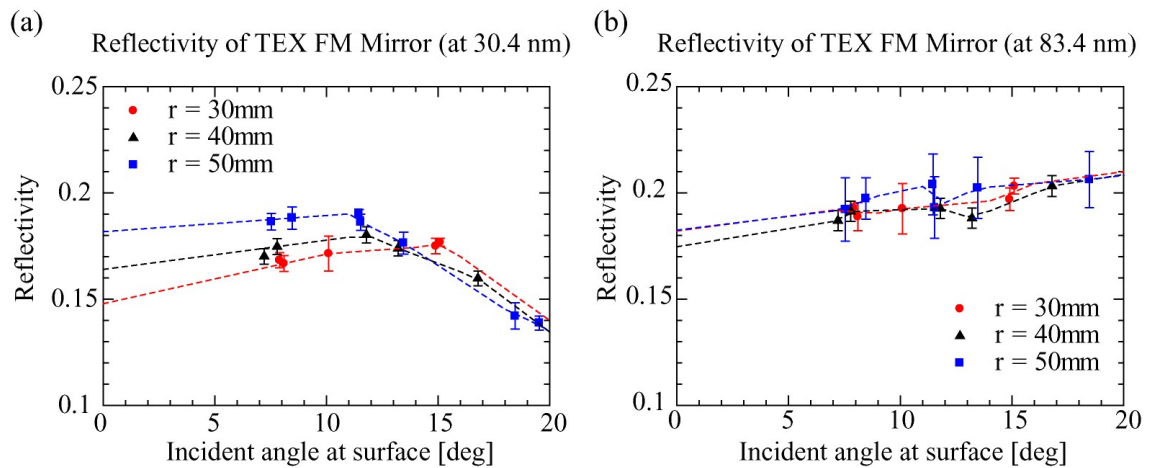 (a)
Reflectivity of TEX FM Mirror (at 30.4 nm)
0.25
r = 30mm
r = 40mm
r = 50mm
0.2
0.15
0.1
Reflectivity
0 5 10 15 20
Incident angle at surface [deg]
(b)
Reflectivity of TEX FM Mirror (at 83.4 nm)
0.25
0.2
0.15
0.1
Reflectivity
r = 30mm
r = 40mm
r = 50mm
0 5 10 15 20
Incident angle at surface [deg]